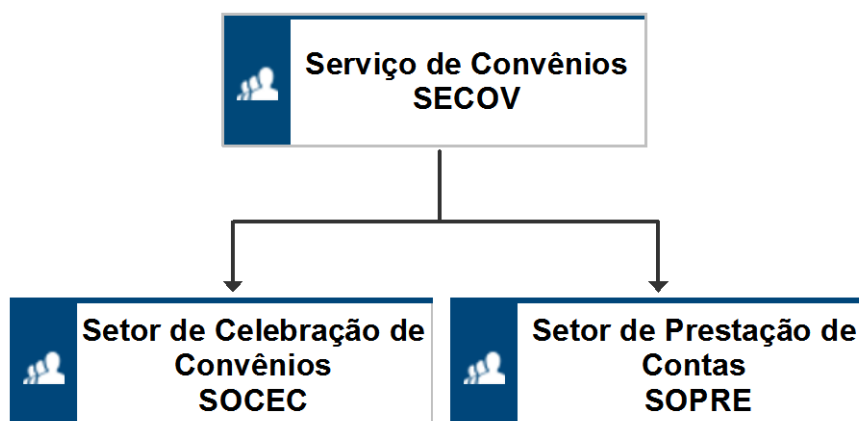 Serviço de Convênios
SECOV
Setor de Celebração de
Convênios
SOCEC
Setor de Prestação de
Contas
SOPRE